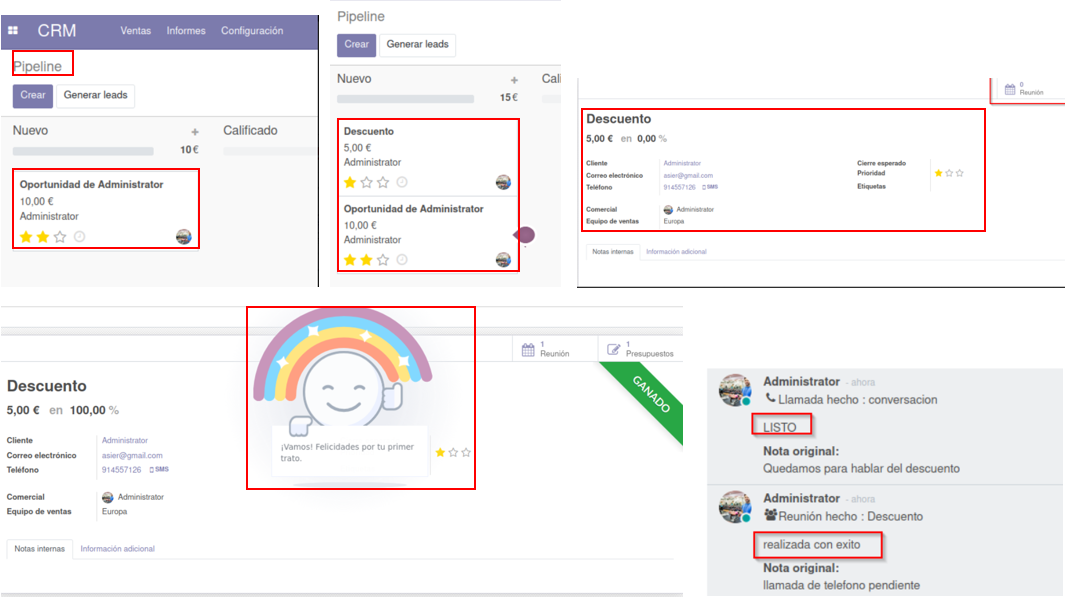 CRM Ventas Informes Configuración
Pipeline
Crear Generar leads
Nuevo + Calificado
10 €
Oportunidad de Administrator
10,00 €
Administrator
Pipeline
Crear Generar leads
Nuevo + Cali
15 €
Descuento
5,00 €
Administrator
Oportunidad de Administrator
10,00 €
Administrator
0
Reunión
Descuento
5,00 € en 0,00 %
Cliente Administrator Cierre esperado
Correo electrónico asier@gmail.com Prioridad
Teléfono 914557126 SMS Etiquetas
Comercial Administrator
Equipo de ventas Europa
Notas internas Información adicional
1
Reunión
1
Presupuestos
GANADO
Descuento
5,00 € en 100,00 %
¡Vamos! Felicidades por tu primer
trato.
Cliente Administrator
Correo electrónico asier@gmail.com
Teléfono 914557126 SMS
Comercial Administrator
Equipo de ventas Europa
Notas internas Información adicional
Administrator - ahora
Llamada hecho : conversacion
LISTO
Nota original:
Quedamos para hablar del descuento
Administrator - ahora
Reunión hecho : Descuento
realizada con exito
Nota original:
llamada de telefono pendiente